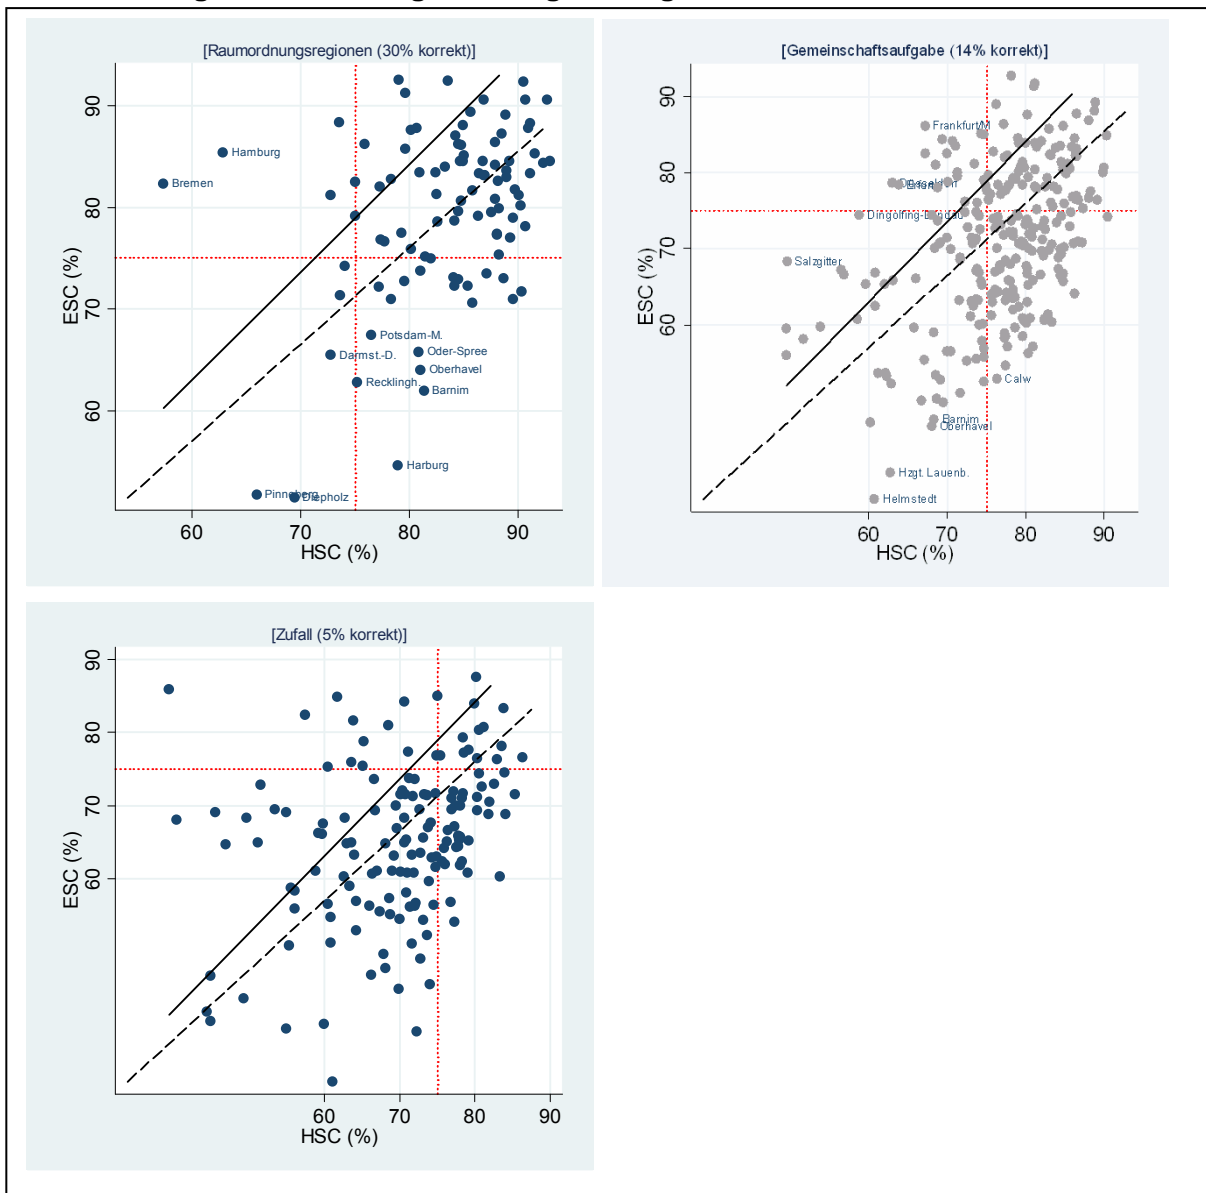 [Raumordnungsregionen (30% korrekt)]
ESC (%)
90
80
70
60
Hamburg
Bremen
Potsdam-M.
Darmst.-D.
Oder-Spree
Oberhavel
Recklingh.
Barnim
Harburg
Pinneberg
Diepholz
60 70 80 90
HSC (%)
[Gemeinschaftsaufgabe (14% korrekt)]
ESC (%)
90
80
70
60
Frankfurt/M
Dingolfing-Landau
Salzgitter
Calw
Barnim
Oberhavel
Hzgt. Lauenb.
Helmstedt
60 70 80 90
HSC (%)
[Zufall (5% korrekt)]
ESC (%)
90
80
70
60
60 70 80 90
HSC (%)